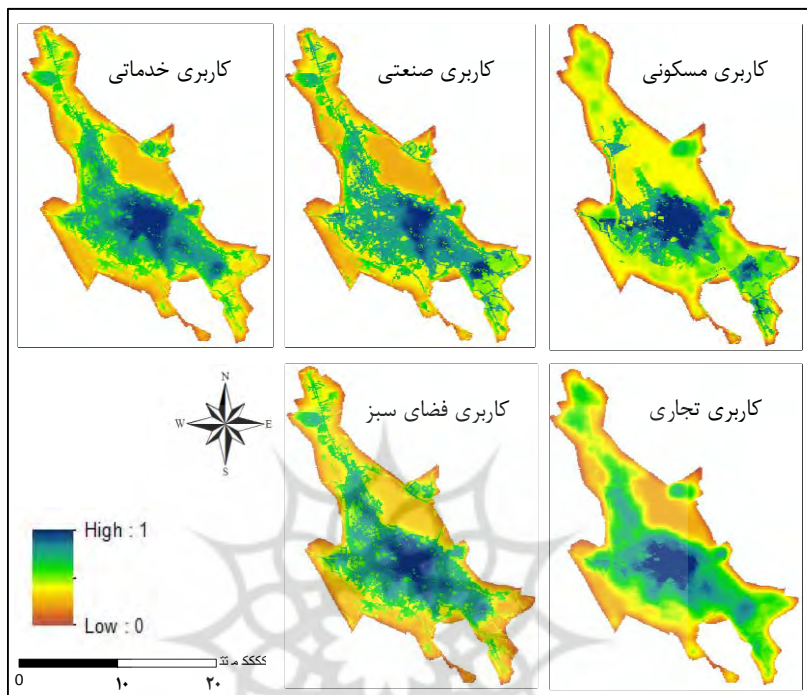 کاربری مسکونی
کاربری صنعتی
کاربری خدماتی
کاربری تجاری
کاربری فضای سبز
N
W E
S
High : 1
Low : 0
0 ۱۰ ۲۰